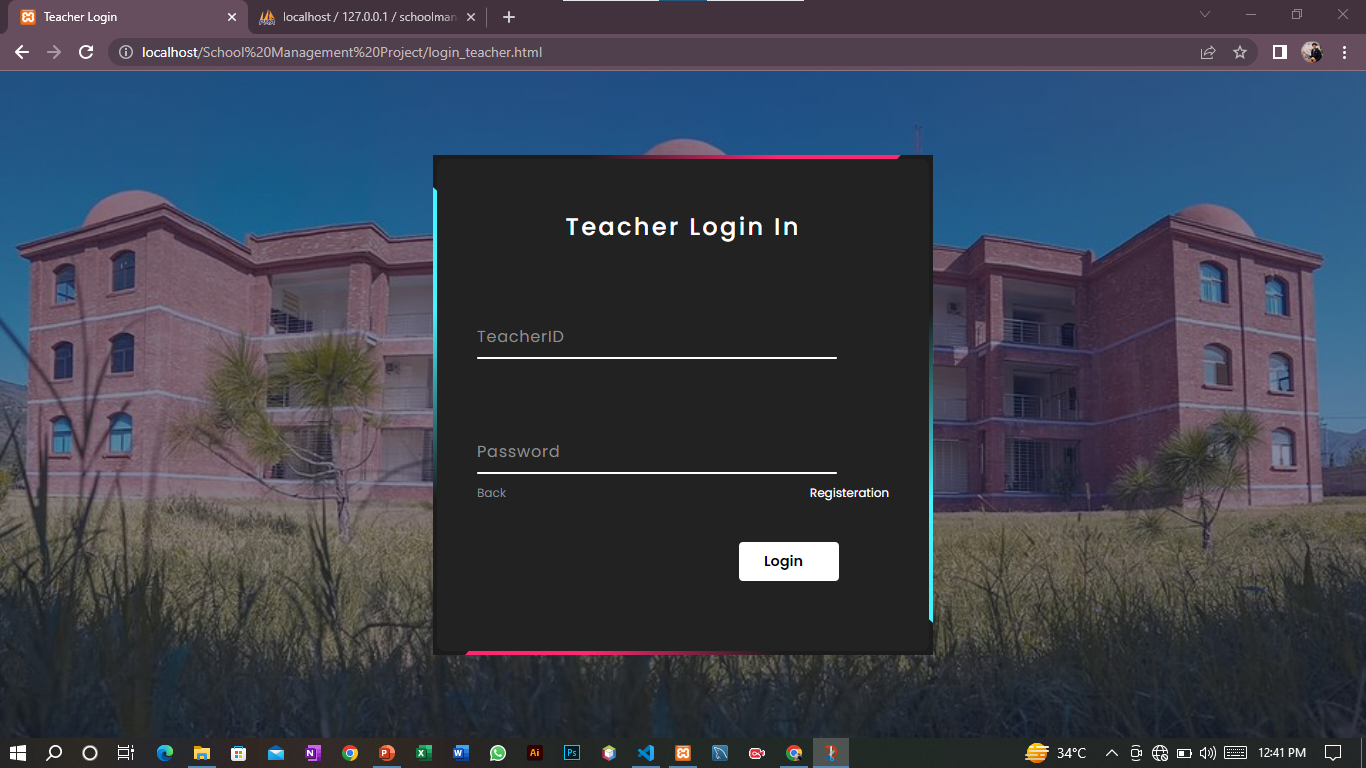 Teacher Login
localhost / 127.0.0.1 / schoolman
localhost/School%20Management%20Project/login_teacher.html
Teacher Login In
TeacherID
Password
Back
Registeration
Login
34°C
12:41 PM